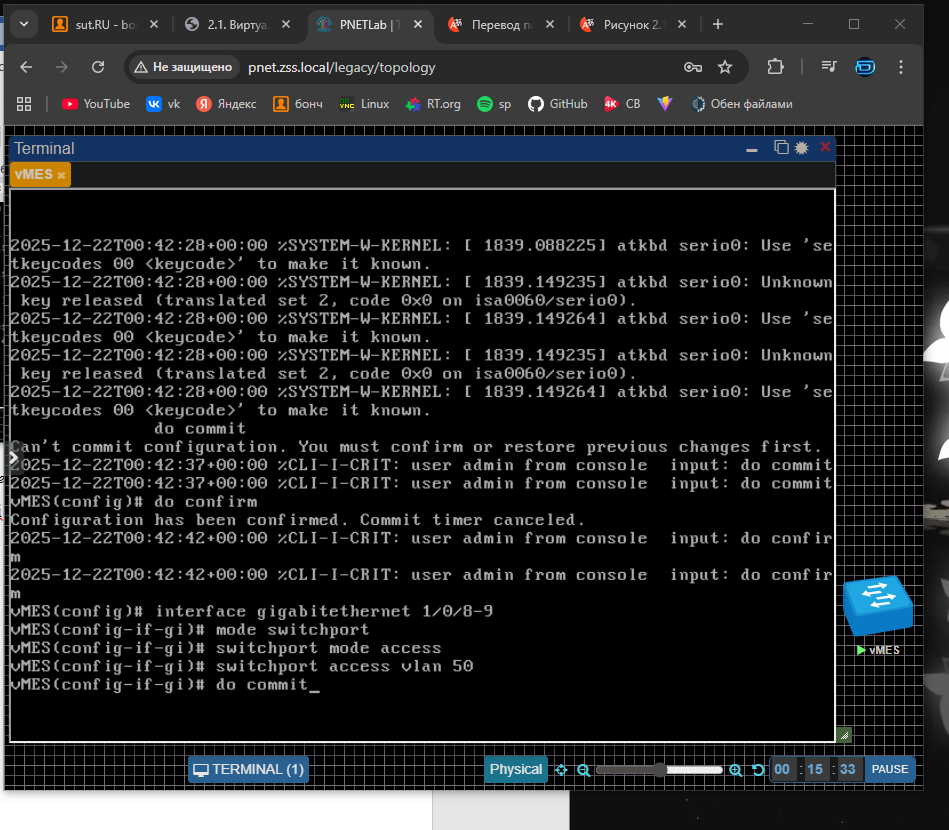 sut.RU - bo
2.1. Виртуа
PNETLab | T
Перевод п
Рисунок 2.
Не защищено
pnet.zss.local/legacy/topology
YouTube
vk
Яндекс
бонч
Linux
RT.org
sp
GitHub
СВ
Обен файлами
Terminal
vMES ×
2025-12-22T00:42:28+00:00 %SYSTEM-W-KERNEL: [ 1839.088225] atkbd serio0: Use 'se
tkeycodes 00 <keycode>' to make it known.
2025-12-22T00:42:28+00:00 %SYSTEM-W-KERNEL: [ 1839.149235] atkbd serio0: Unknown
key released (translated set 2, code 0x0 on isa0060/serio0).
2025-12-22T00:42:28+00:00 %SYSTEM-W-KERNEL: [ 1839.149264] atkbd serio0: Use 'se
tkeycodes 00 <keycode>' to make it known.
2025-12-22T00:42:28+00:00 %SYSTEM-W-KERNEL: [ 1839.149235] atkbd serio0: Unknown
key released (translated set 2, code 0x0 on isa0060/serio0).
2025-12-22T00:42:28+00:00 %SYSTEM-W-KERNEL: [ 1839.149264] atkbd serio0: Use 'se
tkeycodes 00 <keycode>' to make it known.
do commit
Can't commit configuration. You must confirm or restore previous changes first.
2025-12-22T00:42:37+00:00 %CLI-I-CRIT: user admin from console  input: do commit
2025-12-22T00:42:37+00:00 %CLI-I-CRIT: user admin from console  input: do commit
vMES(config)# do confirm
Configuration has been confirmed. Commit timer canceled.
2025-12-22T00:42:42+00:00 %CLI-I-CRIT: user admin from console  input: do confir
m
2025-12-22T00:42:42+00:00 %CLI-I-CRIT: user admin from console  input: do confir
m
vMES(config)# interface gigabitethernet 1/0/8-9
vMES(config-if-gi)# mode switchport
vMES(config-if-gi)# switchport mode access
vMES(config-if-gi)# switchport access vlan 50
vMES(config-if-gi)# do commit_
vMES
TERMINAL (1)
Physical
00 : 15 : 33
PAUSE